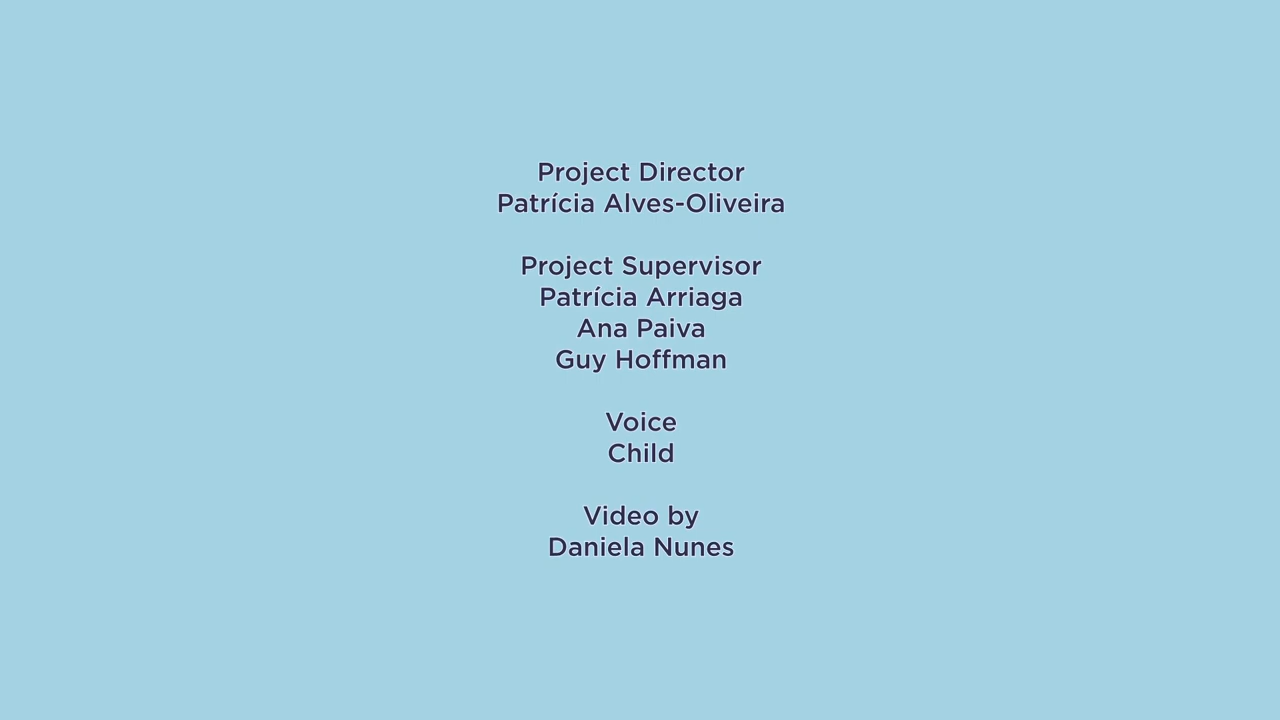 Project Director
Patrícia Alves-Oliveira
Project Supervisor
Patrícia Arriaga
Ana Paiva
Guy Hoffman
Voice
Child
Video by
Daniela Nunes